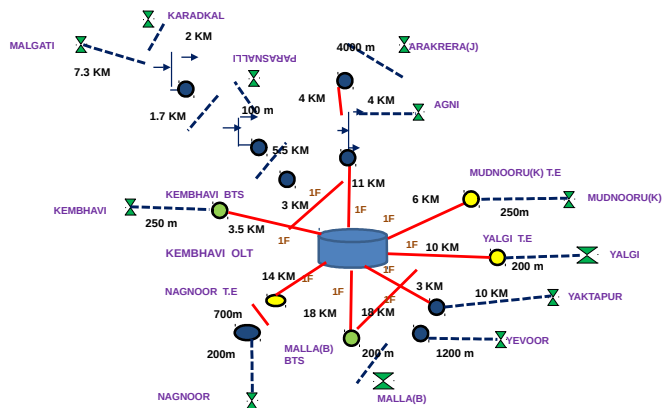 KARADKAL
MALGATI
2 KM
7.3 KM
1.7 KM
PARASNALLI
100 m
5.5 KM
4000 m
ARAKRERA(J)
4 KM
4 KM
AGNI
11 KM
1F
3 KM
1F
1F
1F
KEMBHAVI BTS
KEMBHAVI
250 m
3.5 KM
KEMBHAVI OLT
MUDNOORU(K) T.E
6 KM
250m
MUDNOORU(K)
1F
10 KM
YALGI T.E
YALGI
200 m
14 KM
1F
NAGNOOR T.E
700m
200m
NAGNOOR
1F
18 KM
MALLA(B)
BTS
1F
18 KM
1F
200 m
MALLA(B)
3 KM
10 KM
YAKTAPUR
1200 m
YEVOOR